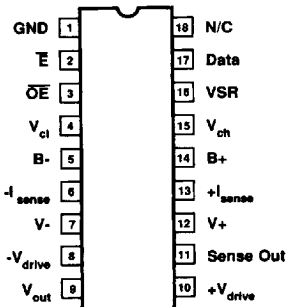 GND 1 18 N/C
E̅ 2 17 Data
O̅E̅ 3 16 VSR
Vcl 4 15 Vch
B- 5 14 B+
-Isense 6 13 +Isense
V- 7 12 V+
-Vdrive 8 11 Sense Out
Vout 9 10 +Vdrive